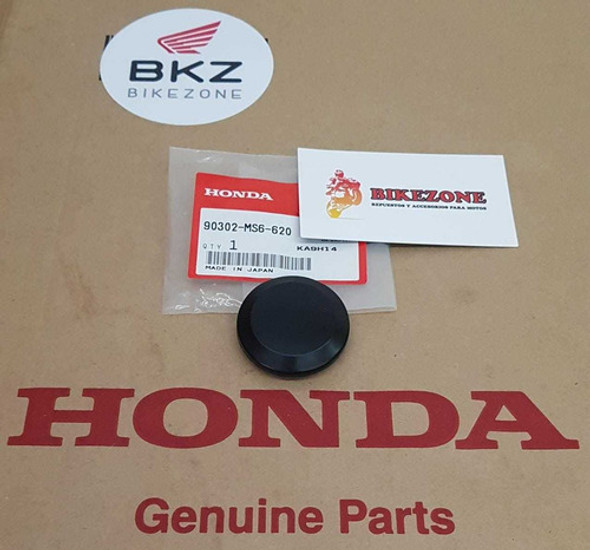 BKZ
BIKEZONE
HONDA
90302-MS6-620
QTY 1 KA9H14
MADE IN JAPAN
BIKEZONE
REPUESTOS Y ACCESORIOS PARA MOTOS
HONDA
Genuine Parts